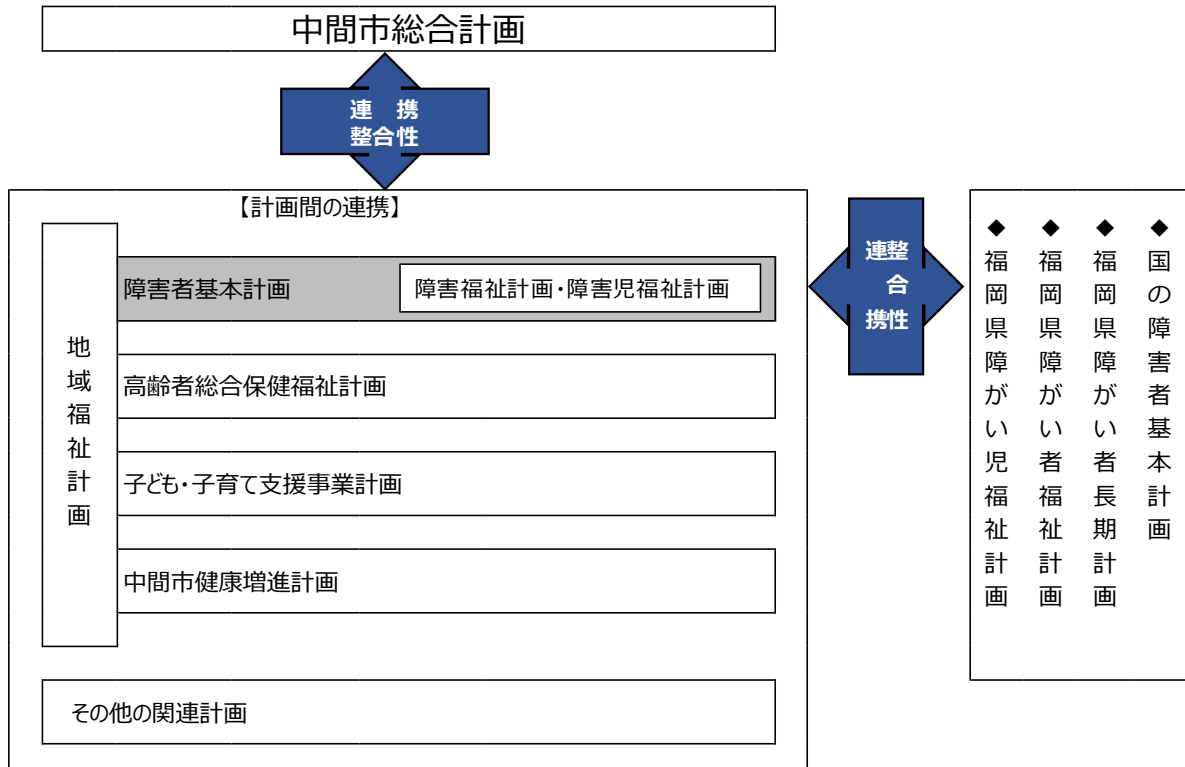 中間市総合計画
連　携
整合性
【計画間の連携】
地域福祉計画
障害者基本計画
障害福祉計画・障害児福祉計画
高齢者総合保健福祉計画
子ども・子育て支援事業計画
中間市健康増進計画
その他の関連計画
連整
合
携性
◆国の障害者基本計画
◆福岡県障がい者長期計画
◆福岡県障がい者福祉計画
◆福岡県障がい児福祉計画